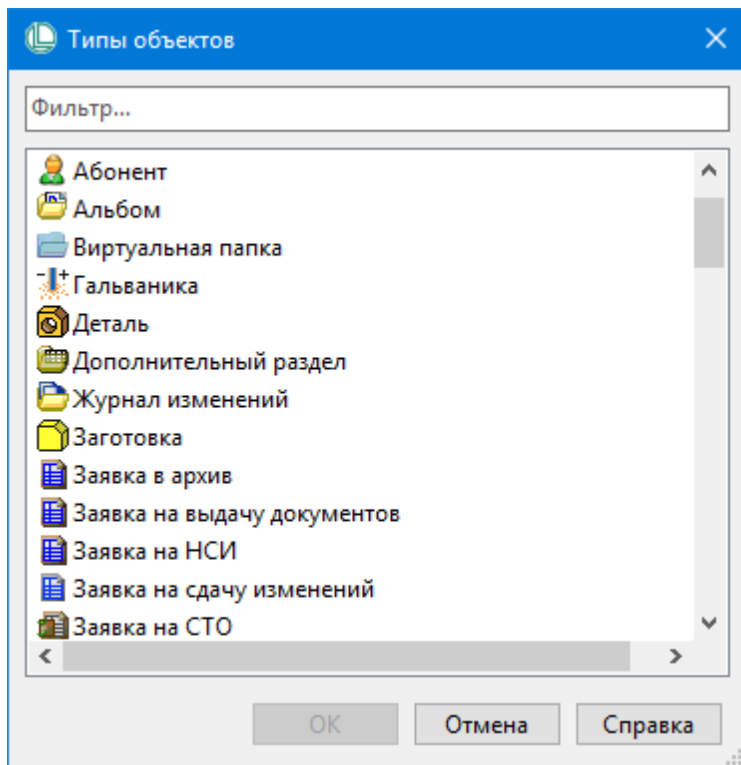 Типы объектов
Фильтр...
Абонент
Альбом
Виртуальная папка
Гальваника
Деталь
Дополнительный раздел
Журнал изменений
Заготовка
Заявка в архив
Заявка на выдачу документов
Заявка на НСИ
Заявка на сдачу изменений
Заявка на СТО
ОК
Отмена
Справка